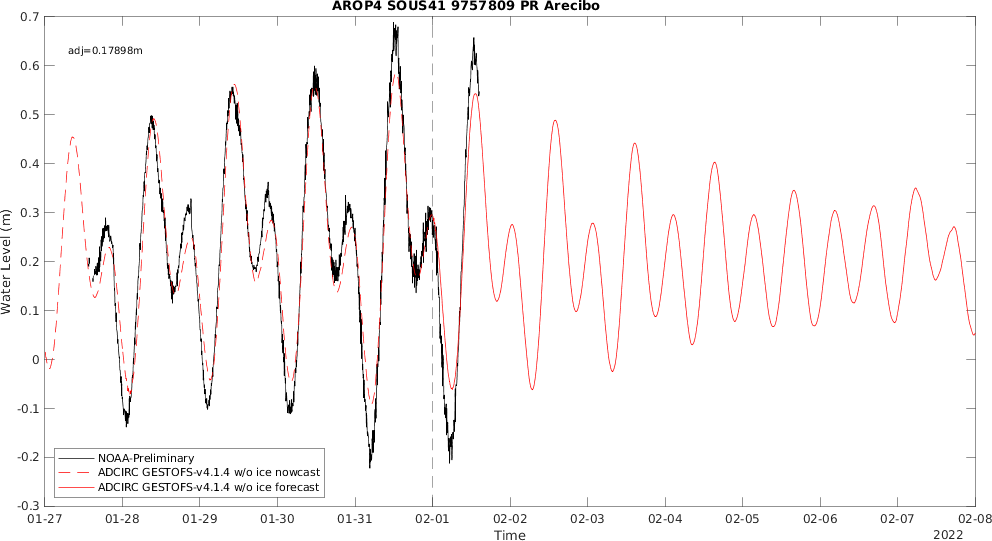 AROP4 SOUS41 9757809 PR Arecibo
adj=0.17898m
Water Level (m)
0.7
0.6
0.5
0.4
0.3
0.2
0.1
0
-0.1
-0.2
-0.3
NOAA-Preliminary
ADCIRC GESTOFS-v4.1.4 w/o ice nowcast
ADCIRC GESTOFS-v4.1.4 w/o ice forecast
01-27 01-28 01-29 01-30 01-31 02-01 02-02 02-03 02-04 02-05 02-06 02-07 02-08
Time
2022